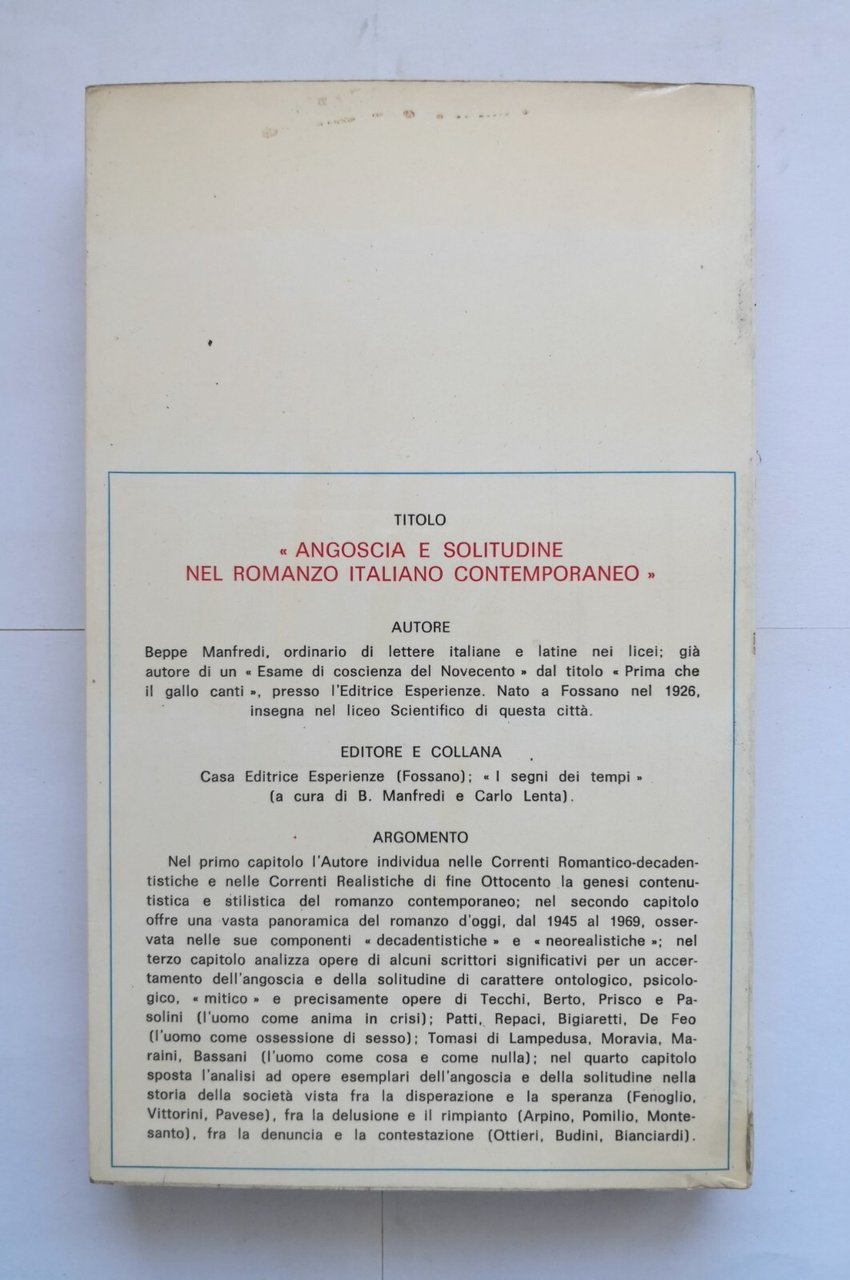 TITOLO
« ANGOSCIA E SOLITUDINE
NEL ROMANZO ITALIANO CONTEMPORANEO »
AUTORE
Beppe Manfredi, ordinario di lettere italiane e latine nei licei; già
autore di un « Esame di coscienza del Novecento » dal titolo « Prima che
il gallo canti », presso l'Editrice Esperienze. Nato a Fossano nel 1926,
insegna nel liceo Scientifico di questa città.
EDITORE E COLLANA
Casa Editrice Esperienze (Fossano); « I segni dei tempi »
(a cura di B. Manfredi e Carlo Lenta).
ARGOMENTO
Nel primo capitolo l'Autore individua nelle Correnti Romantico-decaden-
tistiche e nelle Correnti Realistiche di fine Ottocento la genesi contenu-
tistica e stilistica del romanzo contemporaneo; nel secondo capitolo
offre una vasta panoramica del romanzo d'oggi, dal 1945 al 1969, osser-
vata nelle sue componenti « decadentistiche » e « neorealistiche »; nel
terzo capitolo analizza opere di alcuni scrittori significativi per un accer-
tamento dell'angoscia e della solitudine di carattere ontologico, psicolo-
gico, « mitico » e precisamente opere di Tecchi, Berto, Prisco e Pa-
solini (l'uomo come anima in crisi); Patti, Repaci, Bigiaretti, De Feo
(l'uomo come ossessione di sesso); Tomasi di Lampedusa, Moravia, Ma-
raini, Bassani (l'uomo come cosa e come nulla); nel quarto capitolo
sposta l'analisi ad opere esemplari dell'angoscia e della solitudine nella
storia della società vista fra la disperazione e la speranza (Fenoglio,
Vittorini, Pavese), fra la delusione e il rimpianto (Arpino, Pomilio, Monte-
santo), fra la denuncia e la contestazione (Ottieri, Budini, Bianciardi).